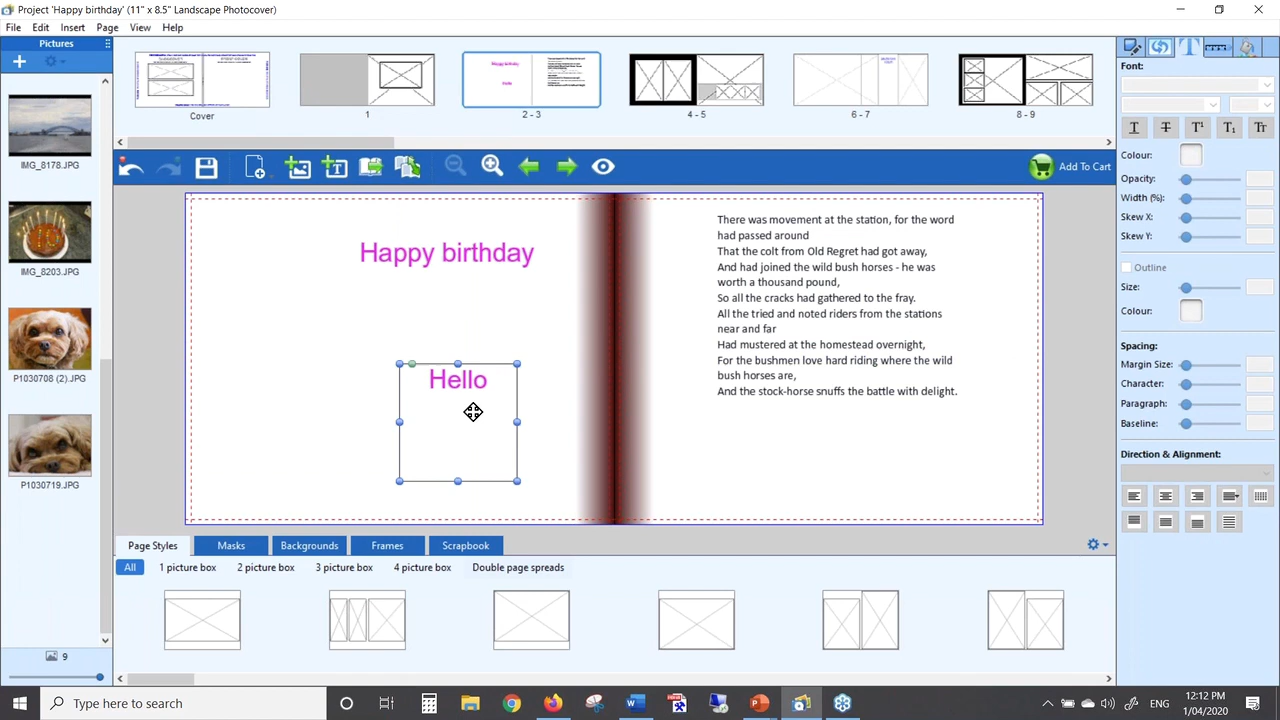 Project 'Happy birthday' (11" x 8.5" Landscape Photocover)
File Edit Insert Page View Help
Pictures
IMG_8178.JPG
IMG_8203.JPG
P1030708 (2).JPG
P1030719.JPG
9
Cover
1
2 - 3
4 - 5
6 - 7
8 - 9
Add To Cart
Happy birthday
Hello
There was movement at the station, for the word
had passed around
That the colt from Old Regret had got away,
And had joined the wild bush horses - he was
worth a thousand pound,
So all the cracks had gathered to the fray.
All the tried and noted riders from the stations
near and far
Had mustered at the homestead overnight,
For the bushmen love hard riding where the wild
bush horses are,
And the stock-horse snuffs the battle with delight.
Page Styles Masks Backgrounds Frames Scrapbook
All 1 picture box 2 picture box 3 picture box 4 picture box Double page spreads
Font:
Colour:
Opacity:
Width (%):
Skew X:
Skew Y:
Outline
Size:
Colour:
Spacing:
Margin Size:
Character:
Paragraph:
Baseline:
Direction & Alignment:
Type here to search
ENG
12:12 PM
1/04/2020